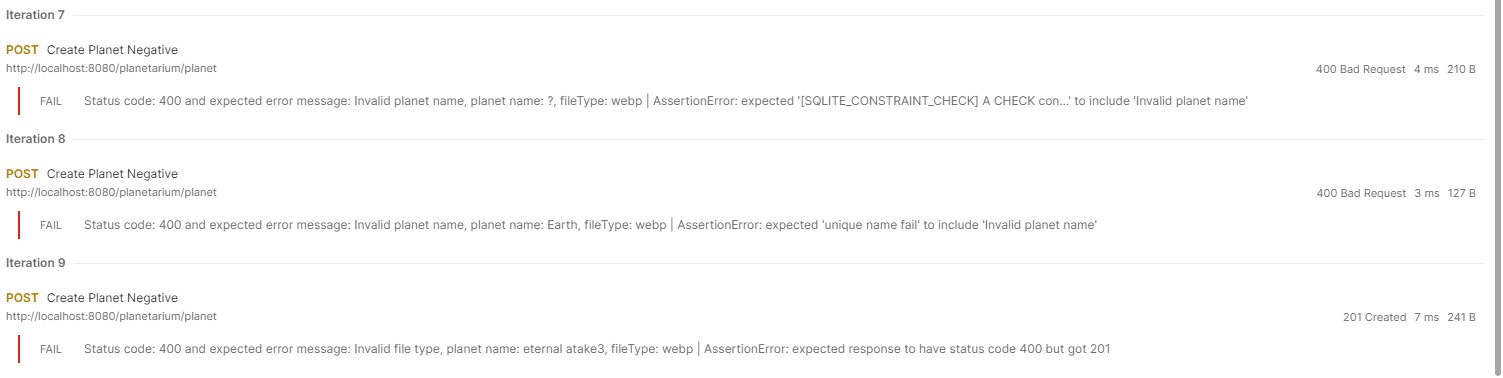 Iteration 7
POST Create Planet Negative
http://localhost:8080/planetarium/planet
400 Bad Request 4 ms 210 B
FAIL Status code: 400 and expected error message: Invalid planet name, planet name: ?, fileType: webp | AssertionError: expected '[SQLITE_CONSTRAINT_CHECK] A CHECK con...' to include 'Invalid planet name'
Iteration 8
POST Create Planet Negative
http://localhost:8080/planetarium/planet
400 Bad Request 3 ms 127 B
FAIL Status code: 400 and expected error message: Invalid planet name, planet name: Earth, fileType: webp | AssertionError: expected 'unique name fail' to include 'Invalid planet name'
Iteration 9
POST Create Planet Negative
http://localhost:8080/planetarium/planet
201 Created 7 ms 241 B
FAIL Status code: 400 and expected error message: Invalid file type, planet name: eternal atake3, fileType: webp | AssertionError: expected response to have status code 400 but got 201